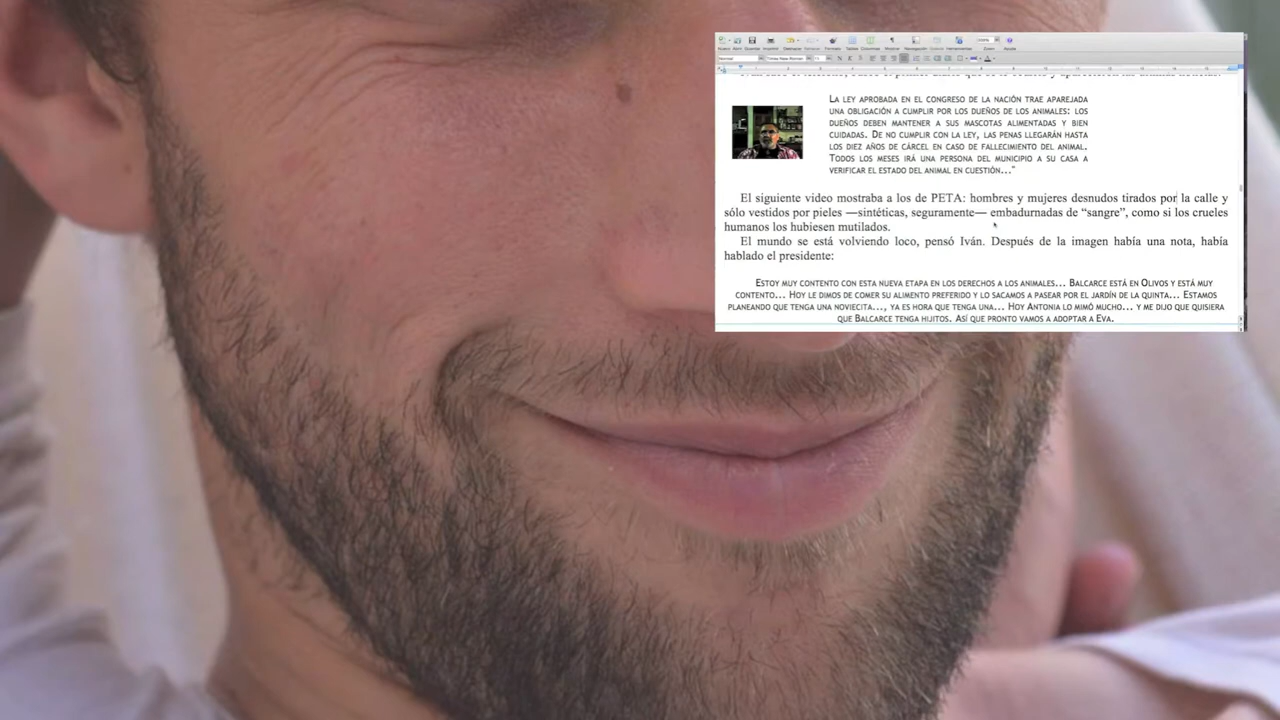 LA LEY APROBADA EN EL CONGRESO DE LA NACIÓN TRAE APAREJADA
UNA OBLIGACIÓN A CUMPLIR POR LOS DUEÑOS DE LOS ANIMALES: LOS
DUEÑOS DEBEN MANTENER A SUS MASCOTAS ALIMENTADAS Y BIEN
CUIDADAS. DE NO CUMPLIR CON LA LEY, LAS PENAS LLEGARÁN HASTA
LOS DIEZ AÑOS DE CÁRCEL EN CASO DE FALLECIMIENTO DEL ANIMAL.
TODOS LOS MESES IRÁ UNA PERSONA DEL MUNICIPIO A SU CASA A
VERIFICAR EL ESTADO DEL ANIMAL EN CUESTIÓN…”
El siguiente video mostraba a los de PETA: hombres y mujeres desnudos tirados por la calle y
sólo vestidos por pieles —sintéticas, seguramente— embadurnadas de “sangre”, como si los crueles
humanos los hubiesen mutilados.
El mundo se está volviendo loco, pensó Iván. Después de la imagen había una nota, había
hablado el presidente:
ESTOY MUY CONTENTO CON ESTA NUEVA ETAPA EN LOS DERECHOS A LOS ANIMALES… BALCARCE ESTÁ EN OLIVOS Y ESTÁ MUY
CONTENTO… HOY LE DIMOS DE COMER SU ALIMENTO PREFERIDO Y LO SACAMOS A PASEAR POR EL JARDÍN DE LA QUINTA… ESTAMOS
PLANEANDO QUE TENGA UNA NOVIECITA…, YA ES HORA QUE TENGA UNA… HOY ANTONIA LO MIMÓ MUCHO… Y ME DIJO QUE QUISIERA
QUE BALCARCE TENGA HIJITOS. ASÍ QUE PRONTO VAMOS A ADOPTAR A EVA.